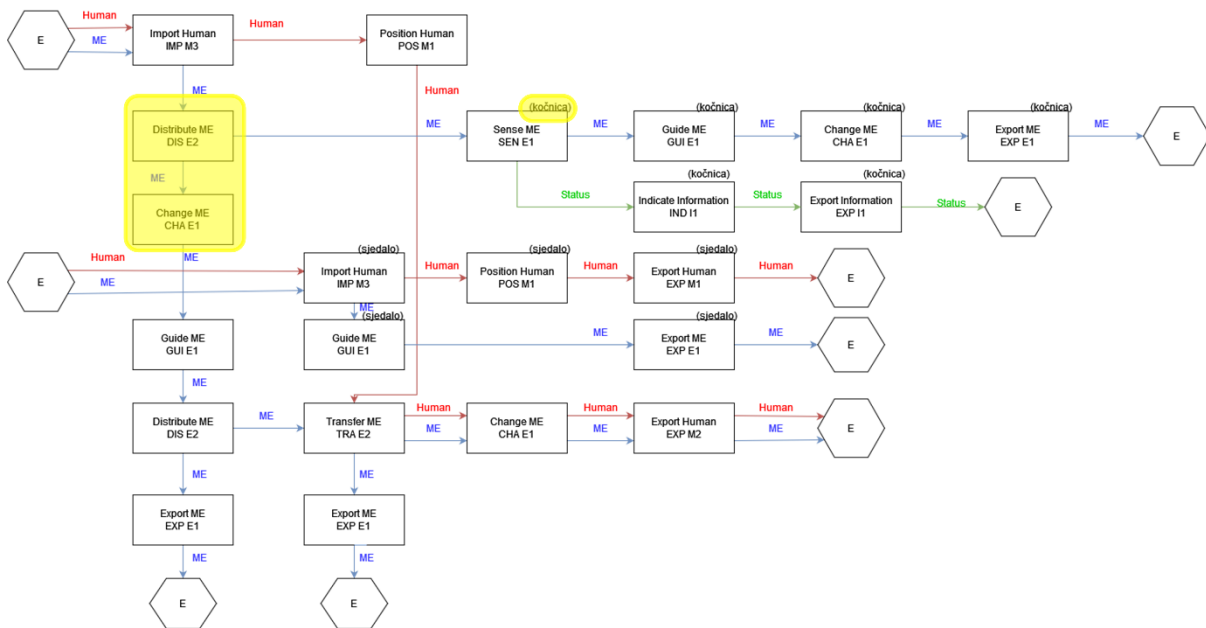 Human
E
ME
Import Human
IMP M3
Human
Position Human
POS M1
ME
Human
Distribute ME
DIS E2
ME
(kočnica)
Sense ME
SEN E1
ME
(kočnica)
Guide ME
GUI E1
ME
(kočnica)
Change ME
CHA E1
ME
(kočnica)
Export ME
EXP E1
ME
E
ME
Change ME
CHA E1
Status
(kočnica)
Indicate Information
IND I1
Status
(kočnica)
Export Information
EXP I1
Status
E
ME
Human
E
ME
(sjedalo)
Import Human
IMP M3
Human
(sjedalo)
Position Human
POS M1
Human
(sjedalo)
Export Human
EXP M1
Human
E
ME
Guide ME
GUI E1
(sjedalo)
Guide ME
GUI E1
ME
(sjedalo)
Export ME
EXP E1
ME
E
ME
Distribute ME
DIS E2
ME
Transfer ME
TRA E2
Human
ME
Change ME
CHA E1
Human
ME
Export Human
EXP M2
Human
ME
E
ME
ME
Export ME
EXP E1
Export ME
EXP E1
ME
ME
E
E